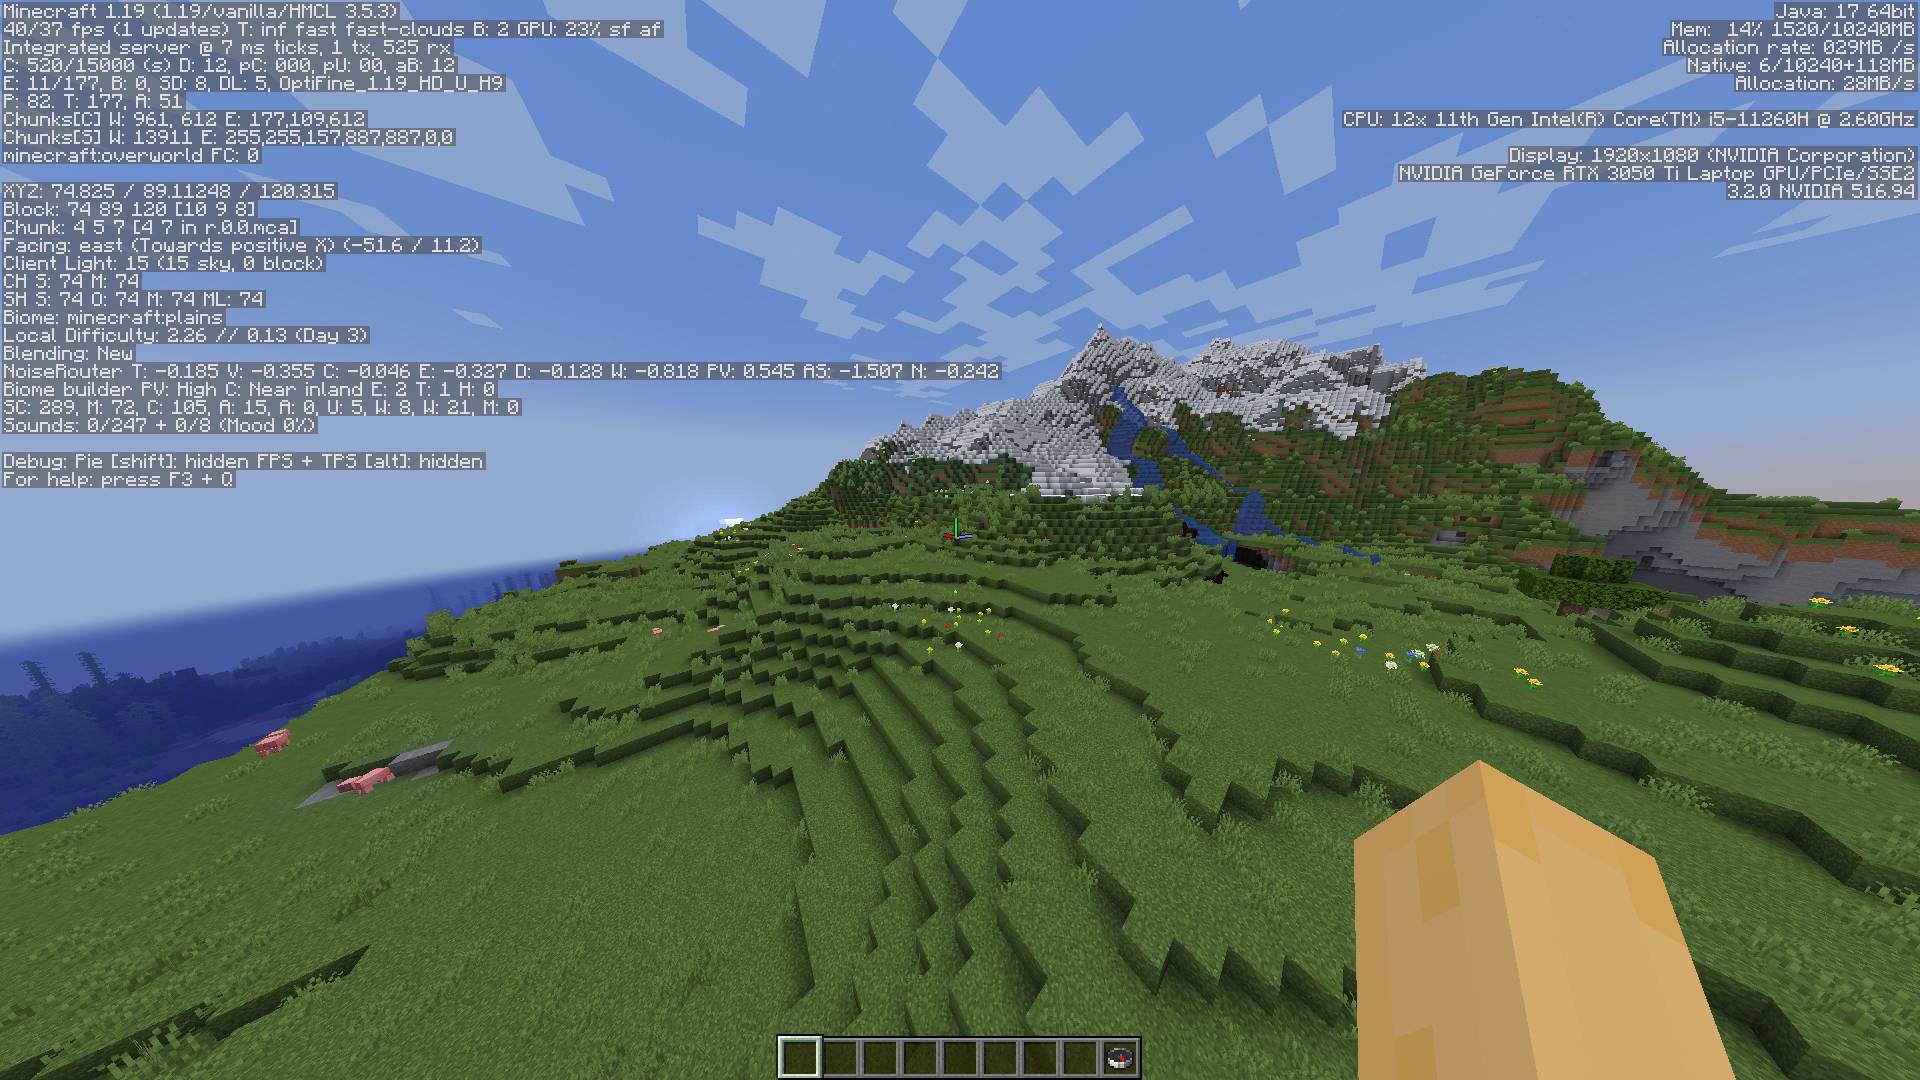 Minecraft 1.19 (1.19/vanilla/HMCL 3.5.3)
40/37 fps (1 updates) T: inf fast fast-clouds B: 2 GPU: 23% sf af
Integrated server @ 7 ms ticks, 1 tx, 525 rx
C: 520/15000 (s) D: 12, pC: 000, pU: 00, aB: 12
E: 11/177, B: 0, SD: 8, DL: 5, OptiFine_1.19_HD_U_H9
P: 82. T: 177, A: 51
Chunks[C] W: 961, 612 E: 177,109,612
Chunks[S] W: 13911 E: 255,255,157,887,887,0,0
minecraft:overworld FC: 0
XYZ: 74.825 / 89.11248 / 120.315
Block: 74 89 120 [10 9 8]
Chunk: 4 5 7 [4 7 in r.0.0.mca]
Facing: east (Towards positive X) (-51.6 / 11.2)
Client Light: 15 (15 sky, 0 block)
CH S: 74 M: 74
SH S: 74 O: 74 M: 74 ML: 74
Biome: minecraft:plains
Local Difficulty: 2.26 // 0.13 (Day 3)
Blending: New
NoiseRouter T: -0.185 V: -0.355 C: -0.046 E: -0.327 D: -0.128 W: -0.818 PV: 0.545 AS: -1.507 N: -0.242
Biome builder PV: High C: Near inland E: 2 T: 1 H: 0
SC: 289, M: 72, C: 105, A: 15, A: 0, U: 5, W: 8, W: 21, M: 0
Sounds: 0/247 + 0/8 (Mood 0%)
Debug: Pie [shift]: hidden FPS + TPS [alt]: hidden
For help: press F3 + Q
Java: 17 64bit
Mem: 14% 1520/10240MB
Allocation rate: 029MB /s
Native: 6/10240+118MB
Allocation: 28MB/s
CPU: 12x 11th Gen Intel(R) Core(TM) i5-11260H @ 2.60GHz
Display: 1920x1080 (NVIDIA Corporation)
NVIDIA GeForce RTX 3050 Ti Laptop GPU/PCIe/SSE2
3.2.0 NVIDIA 516.94